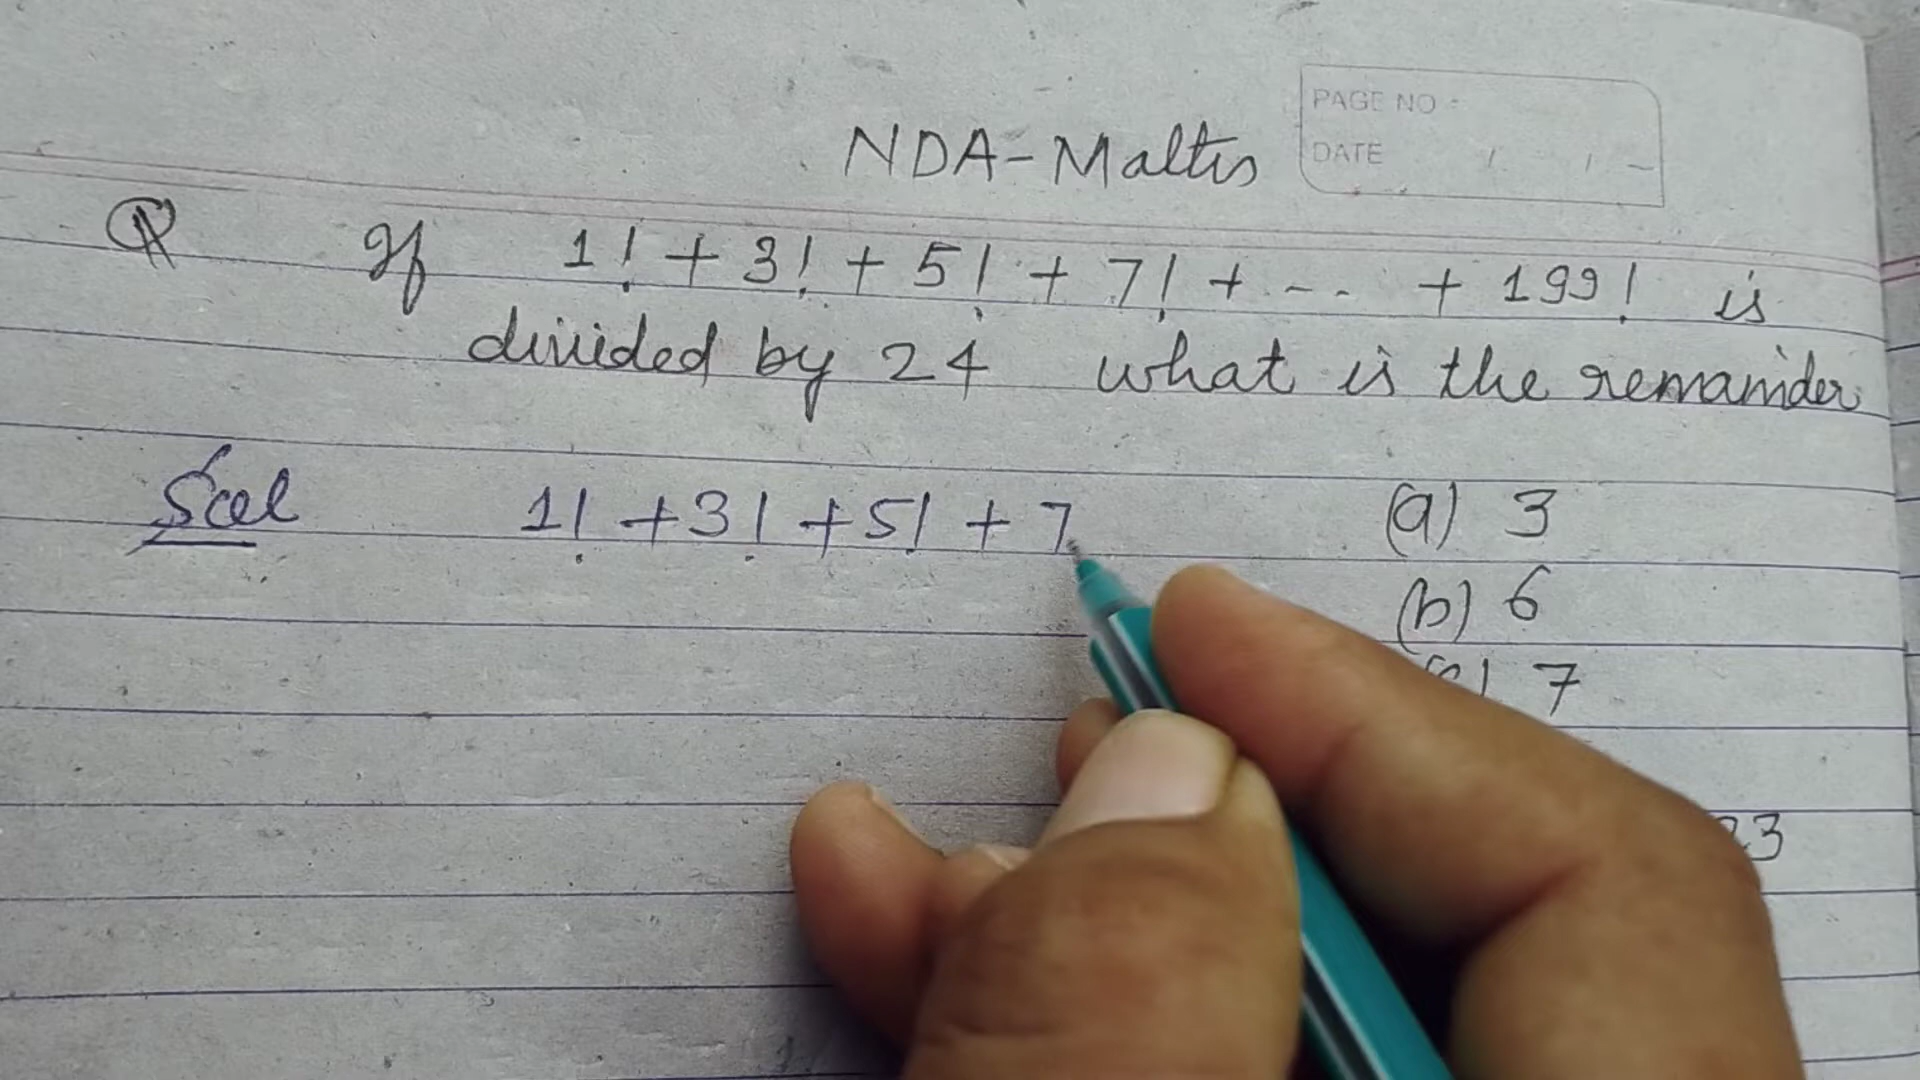 NDA-Maths
PAGE NO :
DATE / / -
Q If 1! + 3! + 5! + 7! + --- + 199! is
divided by 24 what is the remainder
Sol 1! + 3! + 5! + 7
(a) 3
(b) 6
(c) 7
23